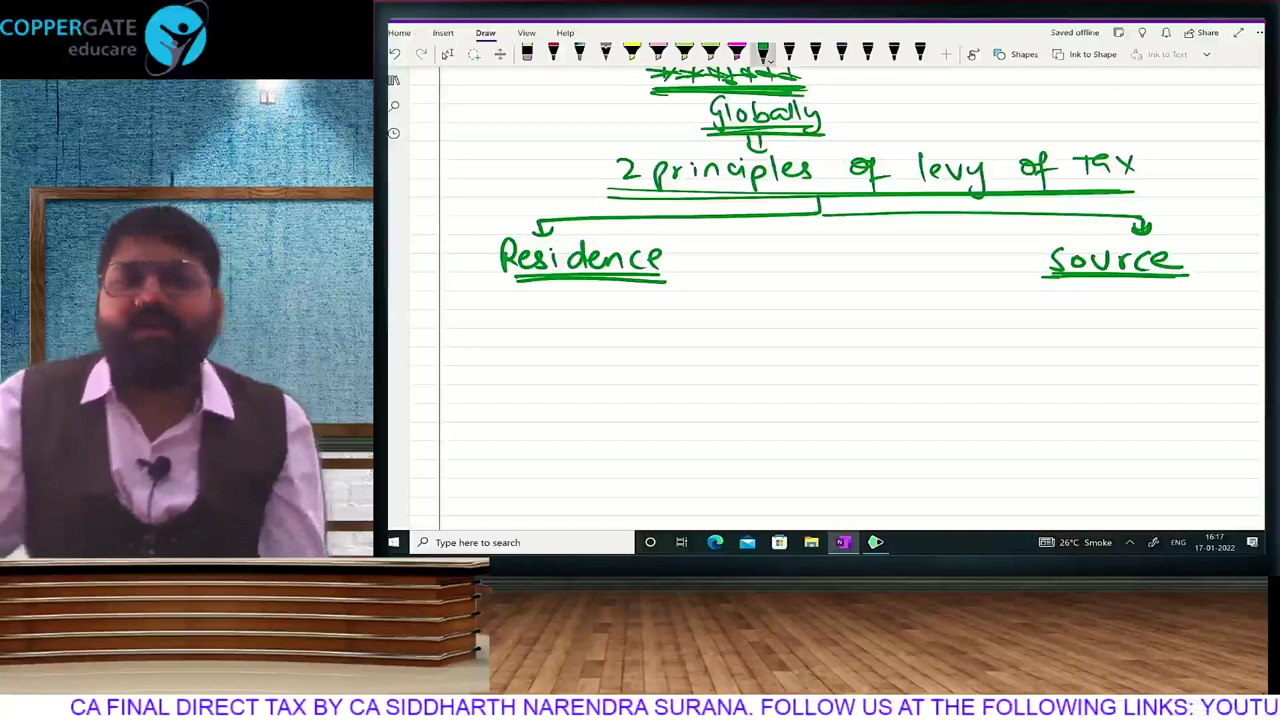 COPPERGATE
educare
Home Insert Draw View Help
Saved offline
Share
Shapes
Ink to Shape
Ink to Text
Globally
2 principles of levy of Tax
Residence
Source
Type here to search
26°C Smoke
ENG
16:17
17-01-2022
CA FINAL DIRECT TAX BY CA SIDDHARTH NARENDRA SURANA. FOLLOW US AT THE FOLLOWING LINKS: YOUTU